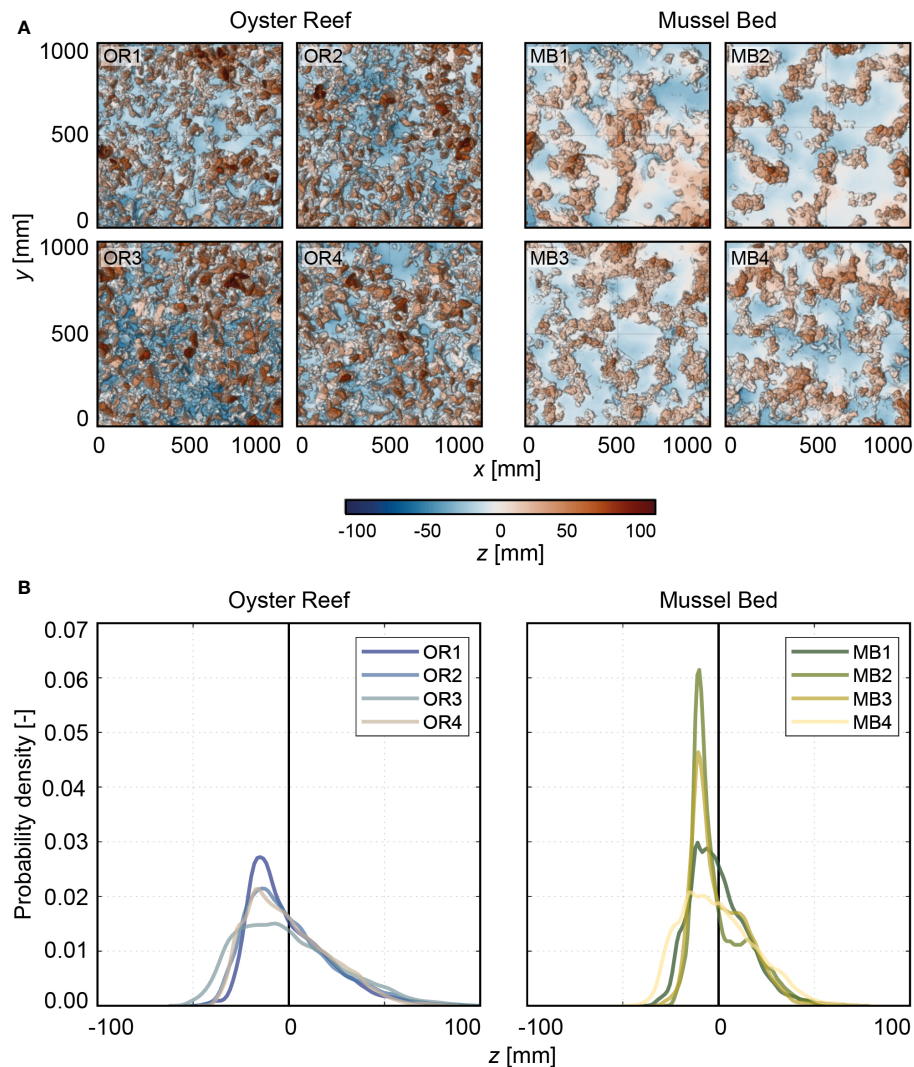 A
Oyster Reef
Mussel Bed
OR1
OR2
MB1
MB2
1000
500
0
OR3
OR4
MB3
MB4
1000
500
0
y [mm]
0 500 1000 0 500 1000 0 500 1000 0 500 1000
x [mm]
-100 -50 0 50 100
z [mm]
B
Oyster Reef
Mussel Bed
0.07
0.06
0.05
0.04
0.03
0.02
0.01
0.00
Probability density [-]
OR1
OR2
OR3
OR4
MB1
MB2
MB3
MB4
-100 0 100 -100 0 100
z [mm]